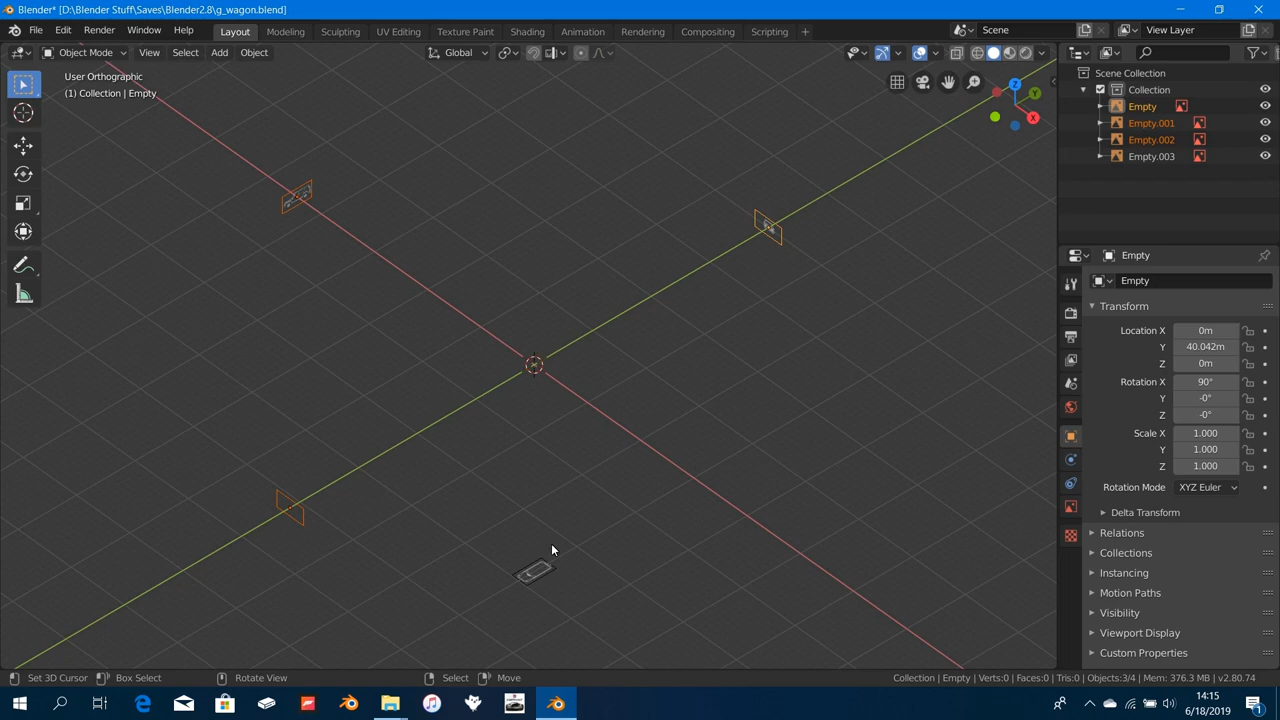 Blender* [D:\Blender Stuff\Saves\Blender2.8\g_wagon.blend]
File Edit Render Window Help Layout Modeling Sculpting UV Editing Texture Paint Shading Animation Rendering Compositing Scripting + Scene View Layer
Object Mode View Select Add Object Global
User Orthographic
(1) Collection | Empty
Z
Y
X
Scene Collection
Collection
Empty
Empty.001
Empty.002
Empty.003
Empty
Empty
Transform
Location X 0m
Y 40.042m
Z 0m
Rotation X 90°
Y -0°
Z -0°
Scale X 1.000
Y 1.000
Z 1.000
Rotation Mode XYZ Euler
Delta Transform
Relations
Collections
Instancing
Motion Paths
Visibility
Viewport Display
Custom Properties
Set 3D Cursor Box Select Rotate View Select Move Collection | Empty | Verts:0 | Faces:0 | Tris:0 | Objects:3/4 | Mem: 376.3 MB | v2.80.74
14:15
6/18/2019
1